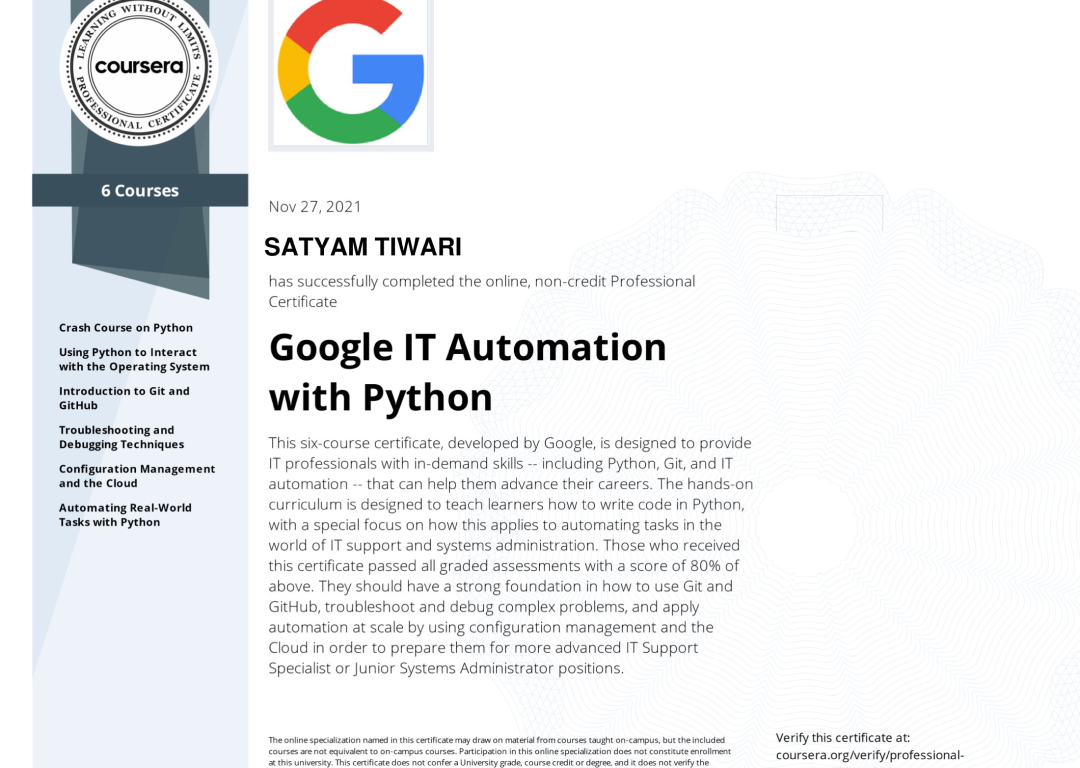 LEARNING WITHOUT LIMITS
coursera
PROFESSIONAL CERTIFICATE
6 Courses
Crash Course on Python
Using Python to Interact
with the Operating System
Introduction to Git and
GitHub
Troubleshooting and
Debugging Techniques
Configuration Management
and the Cloud
Automating Real-World
Tasks with Python
Nov 27, 2021
SATYAM TIWARI
has successfully completed the online, non-credit Professional
Certificate
Google IT Automation
with Python
This six-course certificate, developed by Google, is designed to provide
IT professionals with in-demand skills -- including Python, Git, and IT
automation -- that can help them advance their careers. The hands-on
curriculum is designed to teach learners how to write code in Python,
with a special focus on how this applies to automating tasks in the
world of IT support and systems administration. Those who received
this certificate passed all graded assessments with a score of 80% of
above. They should have a strong foundation in how to use Git and
GitHub, troubleshoot and debug complex problems, and apply
automation at scale by using configuration management and the
Cloud in order to prepare them for more advanced IT Support
Specialist or Junior Systems Administrator positions.
The online specialization named in this certificate may draw on material from courses taught on-campus, but the included
courses are not equivalent to on-campus courses. Participation in this online specialization does not constitute enrollment
at this university. This certificate does not confer a University grade, course credit or degree, and it does not verify the
Verify this certificate at:
coursera.org/verify/professional-